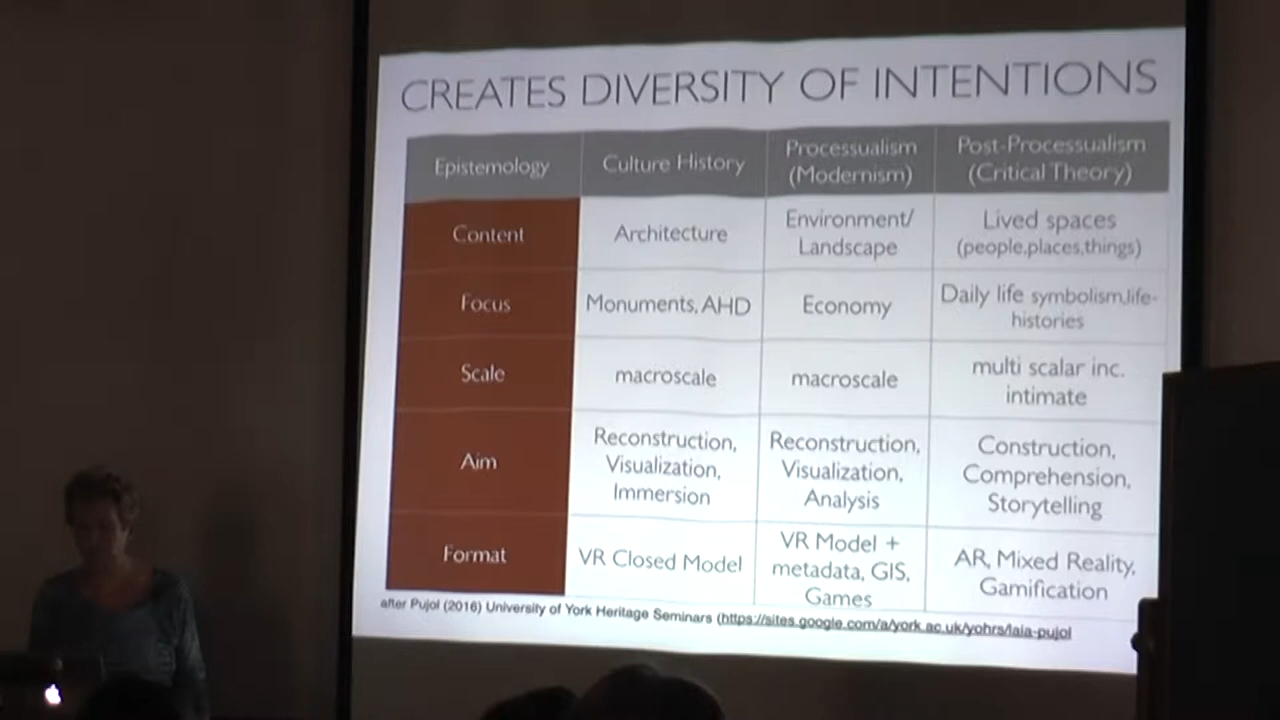 CREATES DIVERSITY OF INTENTIONS
Epistemology
Culture History
Processualism
(Modernism)
Post-Processualism
(Critical Theory)
Content
Architecture
Environment/
Landscape
Lived spaces
(people,places,things)
Focus
Monuments, AHD
Economy
Daily life symbolism,life-
histories
Scale
macroscale
macroscale
multi scalar inc.
intimate
Aim
Reconstruction,
Visualization,
Immersion
Reconstruction,
Visualization,
Analysis
Construction,
Comprehension,
Storytelling
Format
VR Closed Model
VR Model +
metadata, GIS,
Games
AR, Mixed Reality,
Gamification
after Pujol (2016) University of York Heritage Seminars (https://sites.google.com/a/york.ac.uk/yohrs/laia-pujol